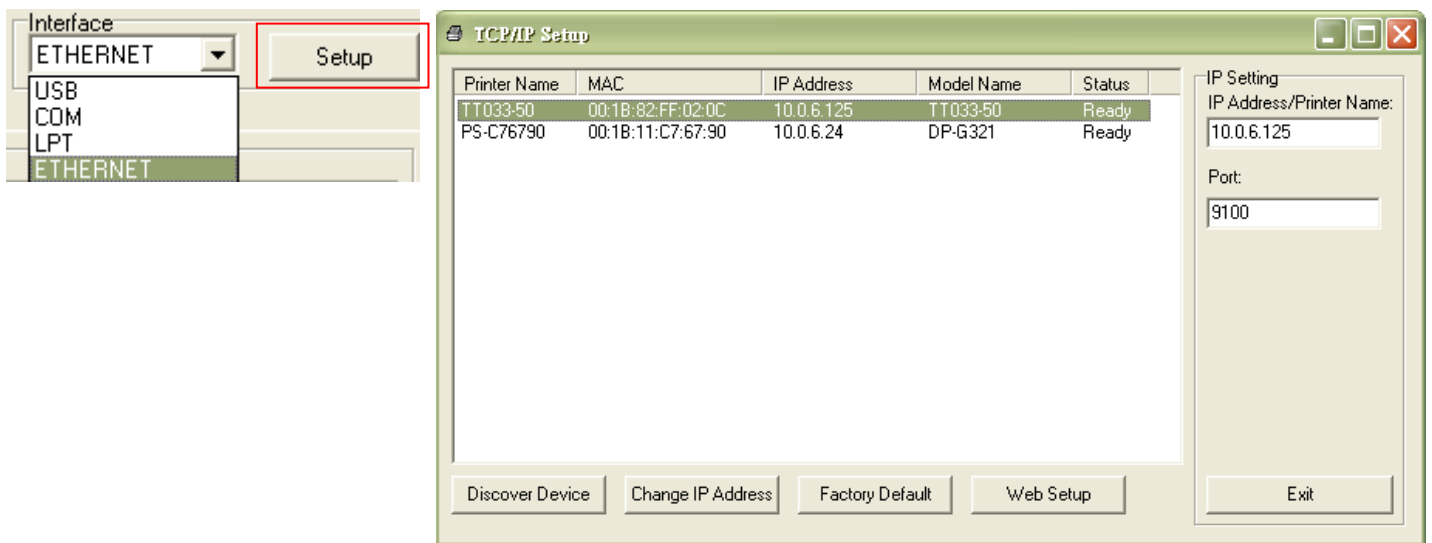 Interface
ETHERNET
Setup
USB
COM
LPT
ETHERNET
TCP/IP Setup
Printer Name MAC IP Address Model Name Status
TT033-50 00:1B:82:FF:02:0C 10.0.6.125 TT033-50 Ready
PS-C76790 00:1B:11:C7:67:90 10.0.6.24 DP-G321 Ready
IP Setting
IP Address/Printer Name:
10.0.6.125
Port:
9100
Discover Device Change IP Address Factory Default Web Setup Exit